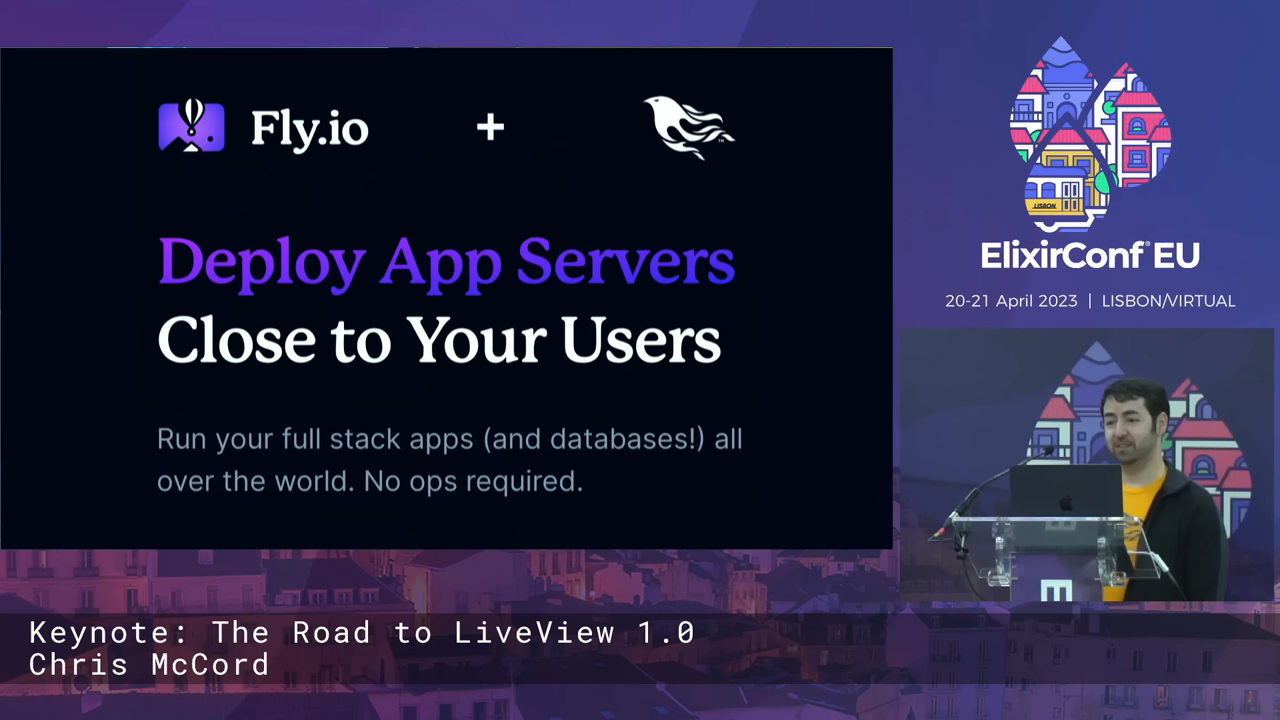 Fly.io + ™
Deploy App Servers
Close to Your Users
Run your full stack apps (and databases!) all
over the world. No ops required.
LISBON
ElixirConf® EU
20-21 April 2023 | LISBON/VIRTUAL
E
Keynote: The Road to LiveView 1.0
Chris McCord